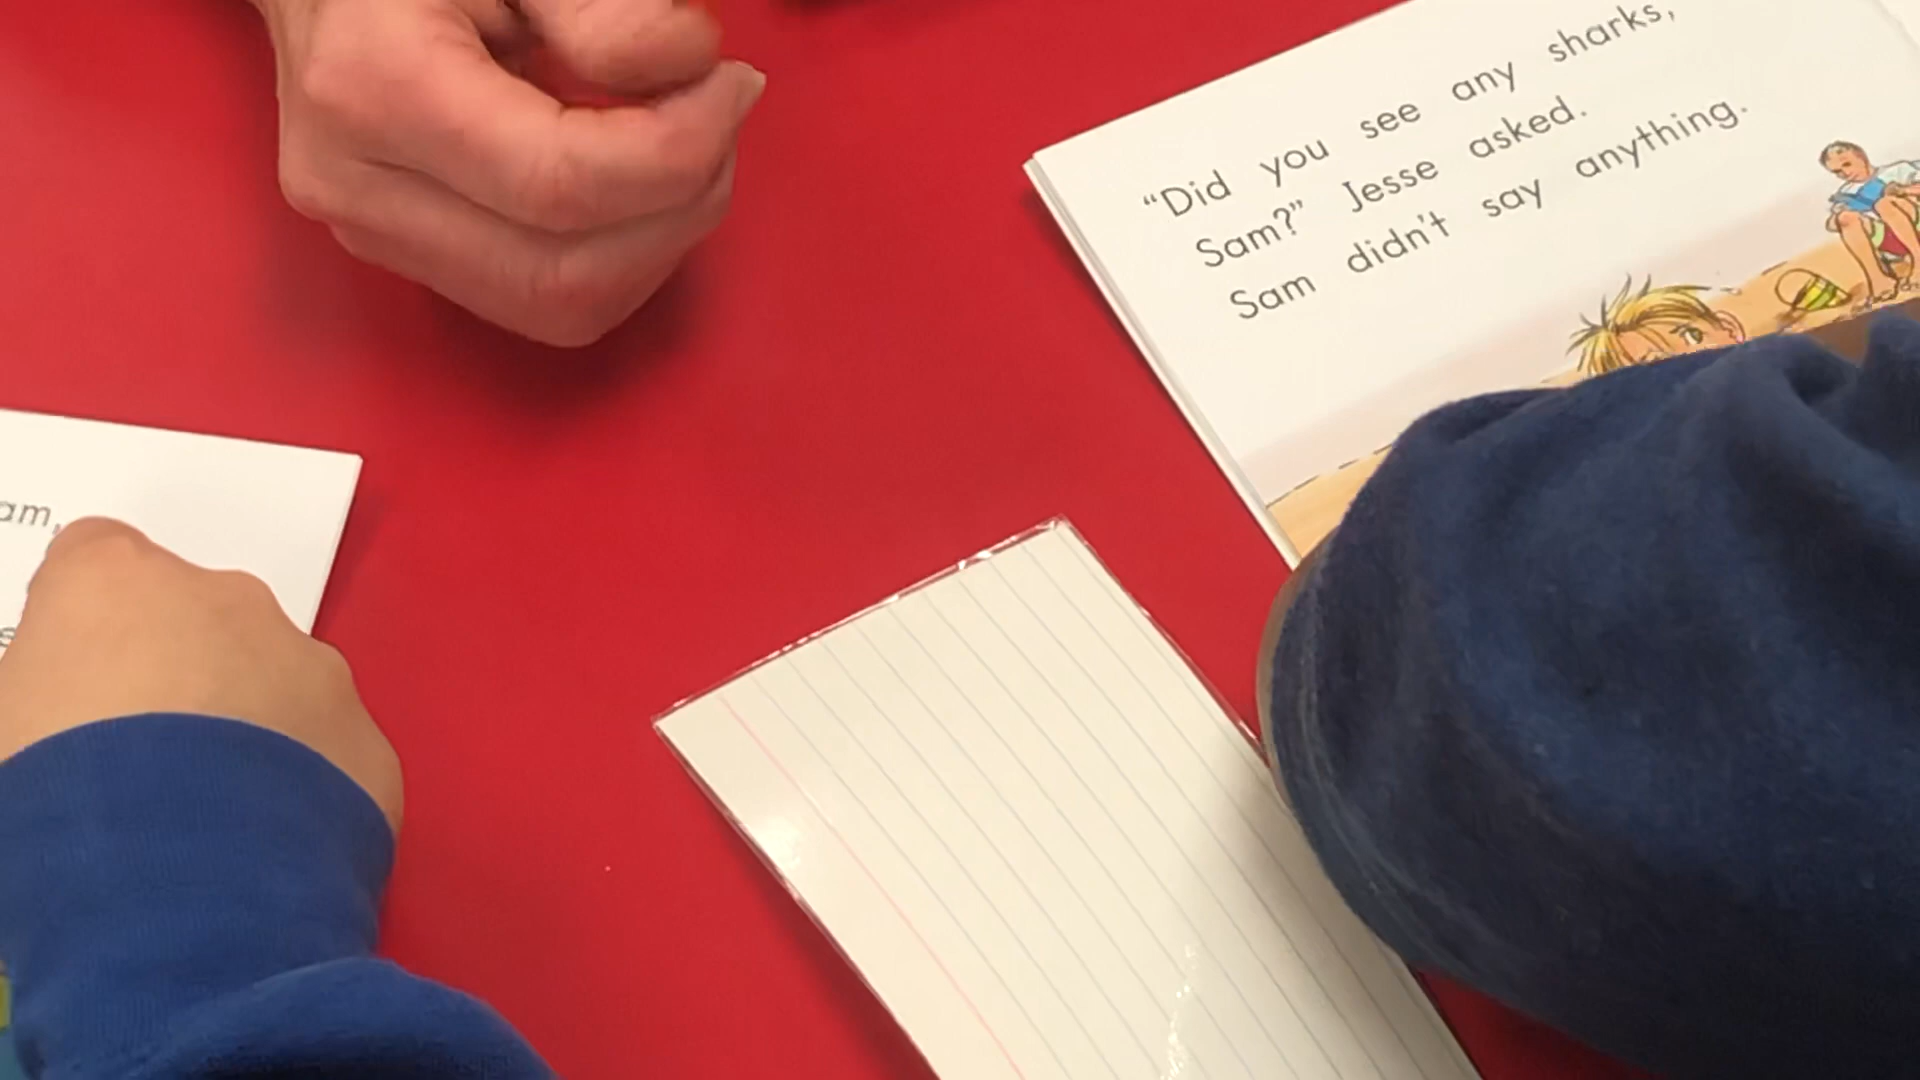 "Did you see any sharks,
Sam?" Jesse asked.
Sam didn't say anything.
am,